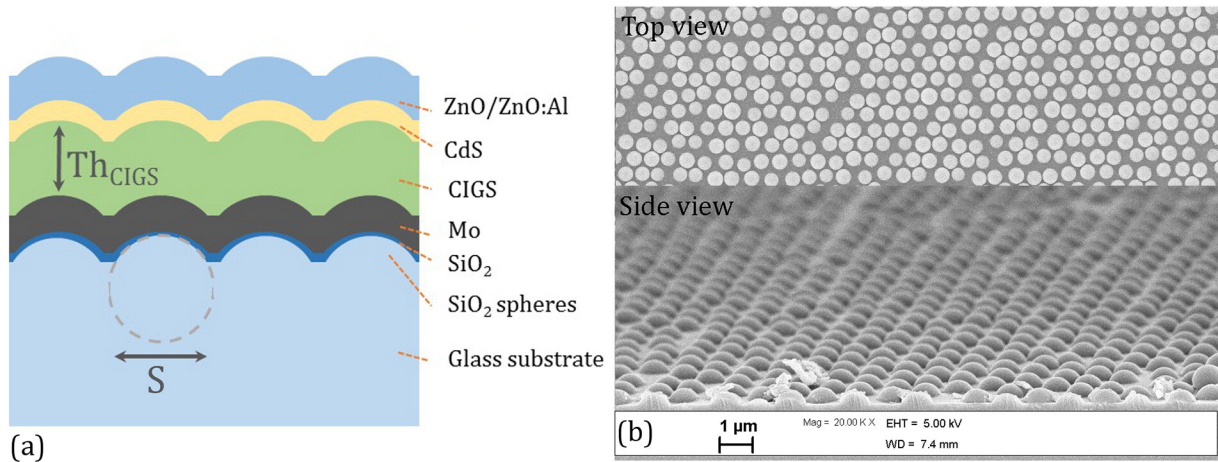 ZnO/ZnO:Al
CdS
Th_CIGS
CIGS
Mo
SiO₂
SiO₂ spheres
Glass substrate
S
(a)
Top view
Side view
(b)
1 µm
Mag = 20.00 K X
EHT = 5.00 kV
WD = 7.4 mm